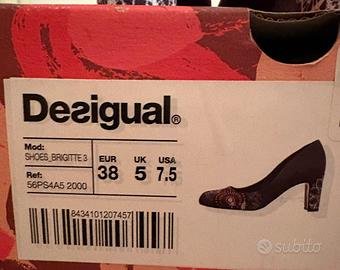 Desigual®
Mod:
SHOES_BRIGITTE 3
Ref:
56PS4A5 2000
EUR UK USA
38 5 7.5
8434101207457
subito